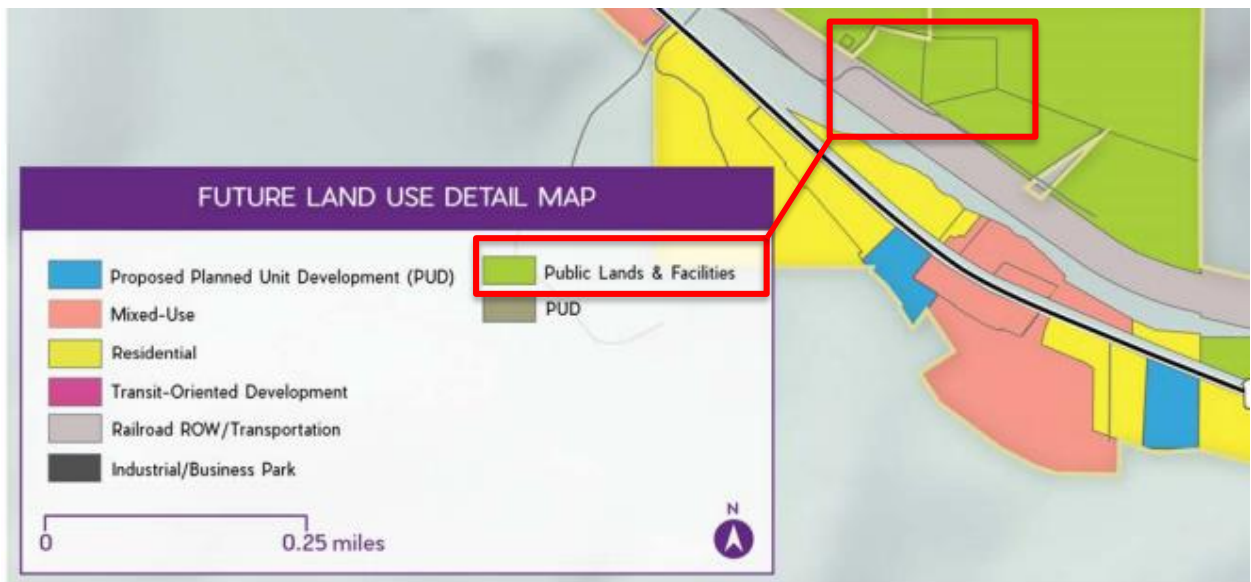 FUTURE LAND USE DETAIL MAP
Proposed Planned Unit Development (PUD)
Mixed-Use
Residential
Transit-Oriented Development
Railroad ROW/Transportation
Industrial/Business Park
Public Lands & Facilities
PUD
0 0.25 miles
N